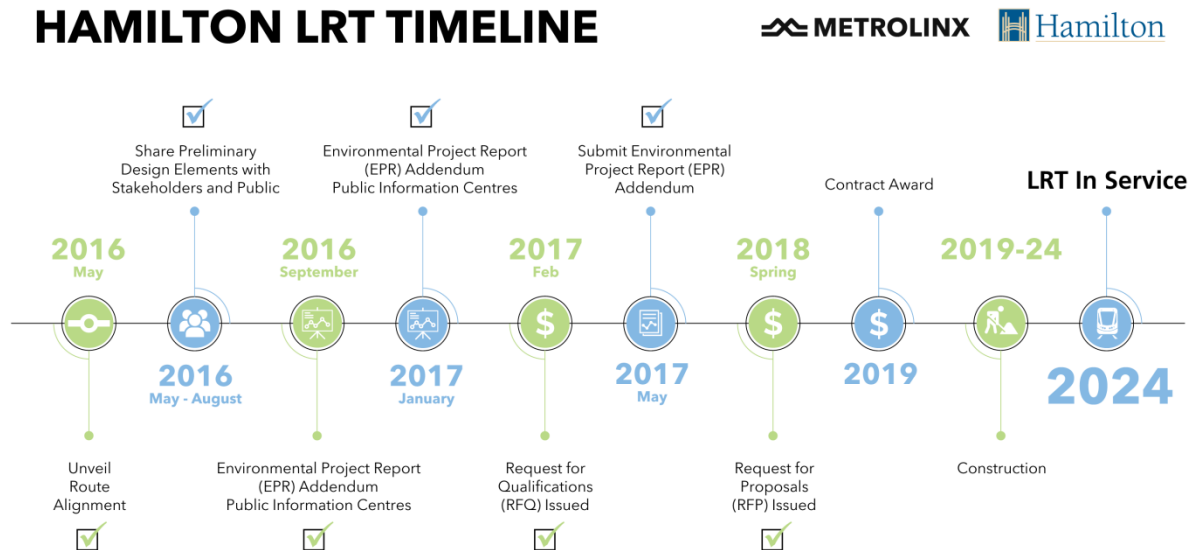 HAMILTON LRT TIMELINE
METROLINX
Hamilton
Share Preliminary
Design Elements with
Stakeholders and Public
Environmental Project Report
(EPR) Addendum
Public Information Centres
Submit Environmental
Project Report (EPR)
Addendum
Contract Award
LRT In Service
2016
May
2016
September
2017
Feb
2018
Spring
2019-24
$
$
$
2016
May - August
2017
January
2017
May
2019
2024
Unveil
Route
Alignment
Environmental Project Report
(EPR) Addendum
Public Information Centres
Request for
Qualifications
(RFQ) Issued
Request for
Proposals
(RFP) Issued
Construction